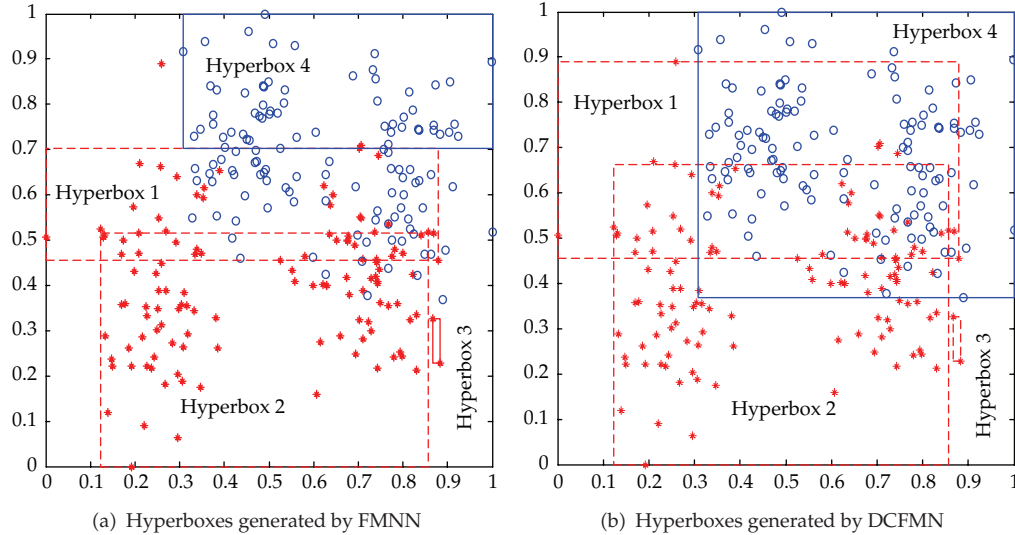 1
0.9
0.8
0.7
0.6
0.5
0.4
0.3
0.2
0.1
0
0 0.1 0.2 0.3 0.4 0.5 0.6 0.7 0.8 0.9 1
Hyperbox 4
Hyperbox 1
Hyperbox 2
Hyperbox 3
(a) Hyperboxes generated by FMNN
1
0.9
0.8
0.7
0.6
0.5
0.4
0.3
0.2
0.1
0
0 0.1 0.2 0.3 0.4 0.5 0.6 0.7 0.8 0.9 1
Hyperbox 4
Hyperbox 1
Hyperbox 2
Hyperbox 3
(b) Hyperboxes generated by DCFMN